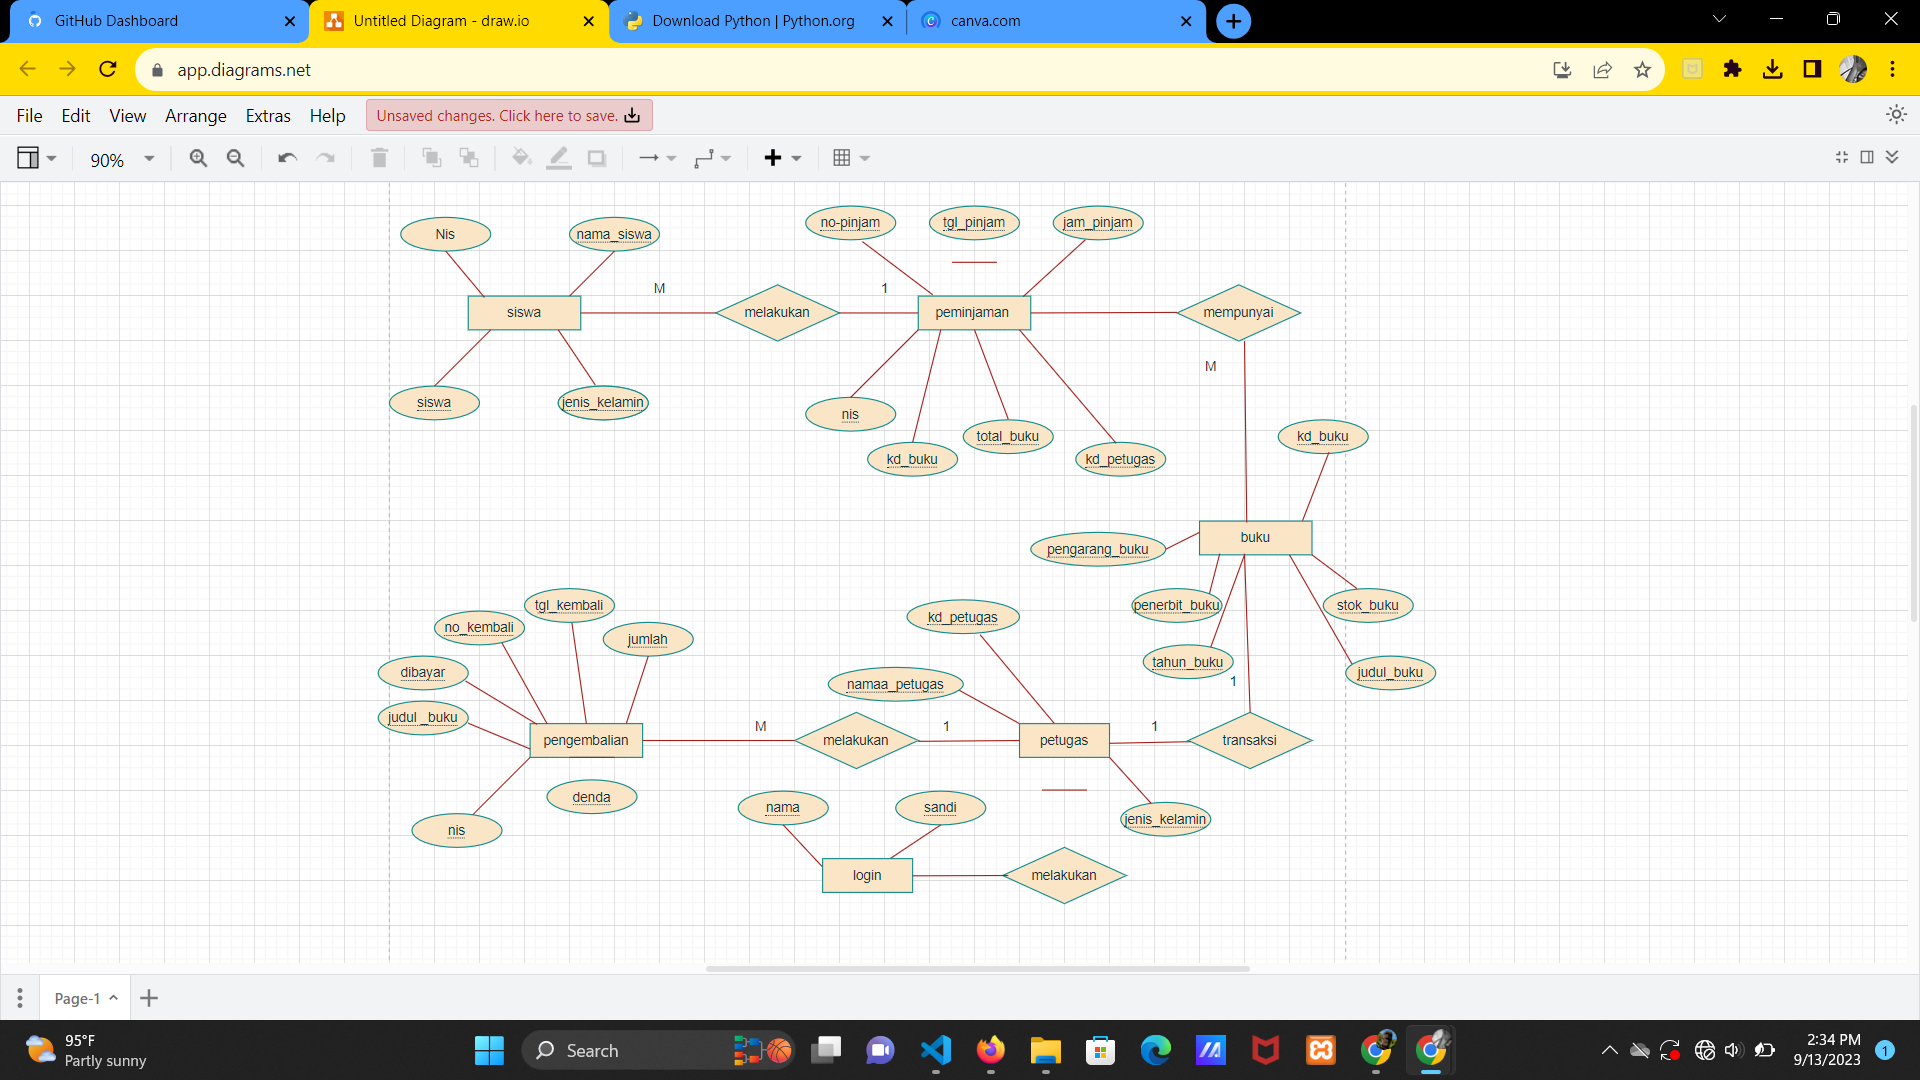 GitHub Dashboard
Untitled Diagram - draw.io
Download Python | Python.org
canva.com
app.diagrams.net
File
Edit
View
Arrange
Extras
Help
Unsaved changes. Click here to save.
90%
no-pinjam
tgl_pinjam
jam_pinjam
Nis
nama_siswa
M
1
siswa
melakukan
peminjaman
mempunyai
M
siswa
jenis_kelamin
nis
total_buku
kd_buku
kd_buku
kd_petugas
buku
pengarang_buku
tgl_kembali
penerbit_buku
stok_buku
kd_petugas
no_kembali
jumlah
tahun_buku
dibayar
judul_buku
namaa_petugas
1
judul _buku
M
1
1
pengembalian
melakukan
petugas
transaksi
denda
nama
sandi
jenis_kelamin
nis
login
melakukan
Page-1
95°F
Partly sunny
Search
2:34 PM
9/13/2023
1